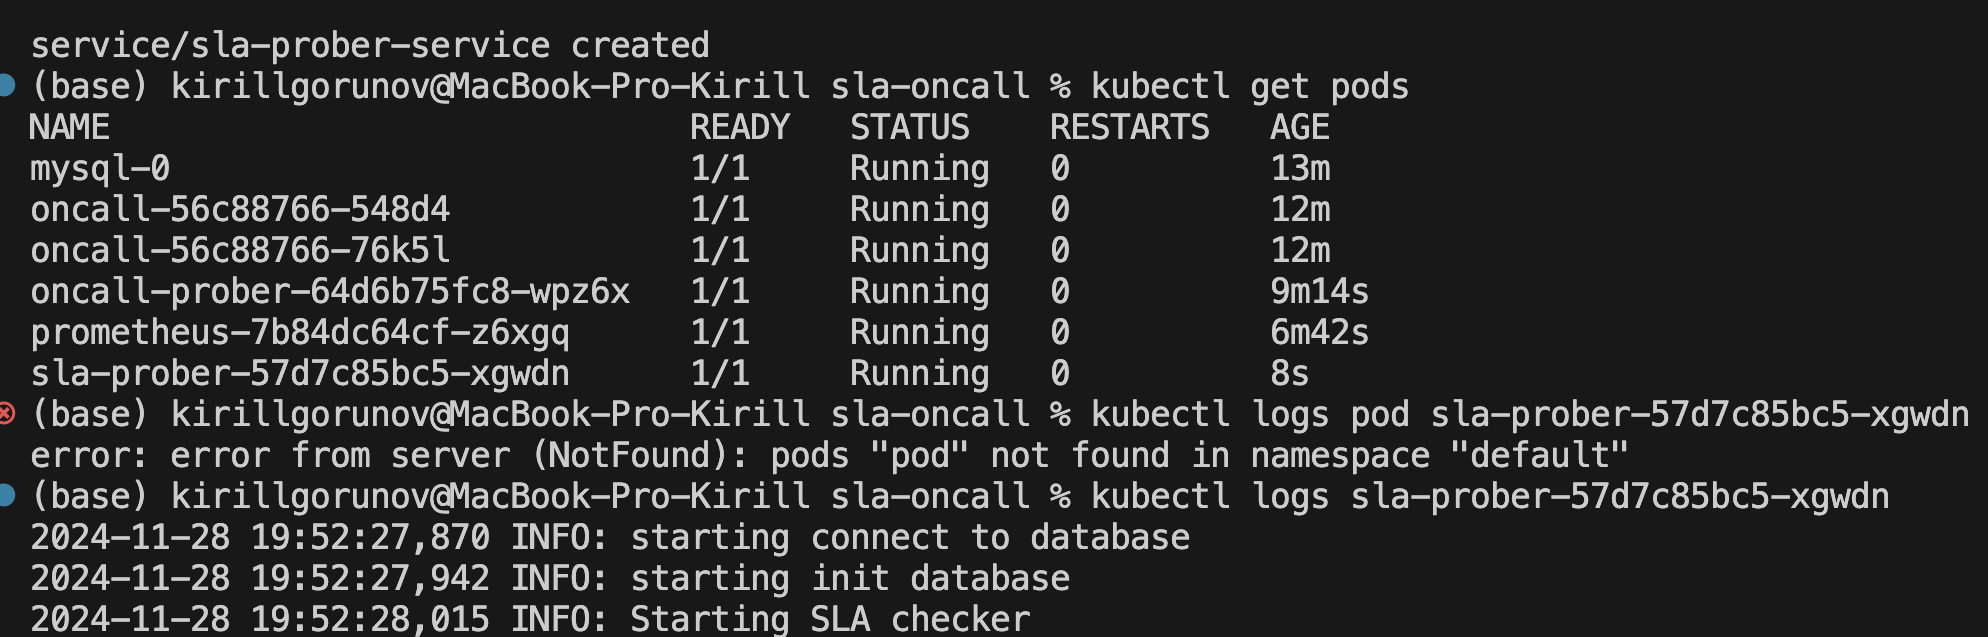 service/sla-prober-service created
(base) kirillgorunov@MacBook-Pro-Kirill sla-oncall % kubectl get pods
NAME READY STATUS RESTARTS AGE
mysql-0 1/1 Running 0 13m
oncall-56c88766-548d4 1/1 Running 0 12m
oncall-56c88766-76k5l 1/1 Running 0 12m
oncall-prober-64d6b75fc8-wpz6x 1/1 Running 0 9m14s
prometheus-7b84dc64cf-z6xgq 1/1 Running 0 6m42s
sla-prober-57d7c85bc5-xgwdn 1/1 Running 0 8s
(base) kirillgorunov@MacBook-Pro-Kirill sla-oncall % kubectl logs pod sla-prober-57d7c85bc5-xgwdn
error: error from server (NotFound): pods "pod" not found in namespace "default"
(base) kirillgorunov@MacBook-Pro-Kirill sla-oncall % kubectl logs sla-prober-57d7c85bc5-xgwdn
2024-11-28 19:52:27,870 INFO: starting connect to database
2024-11-28 19:52:27,942 INFO: starting init database
2024-11-28 19:52:28,015 INFO: Starting SLA checker